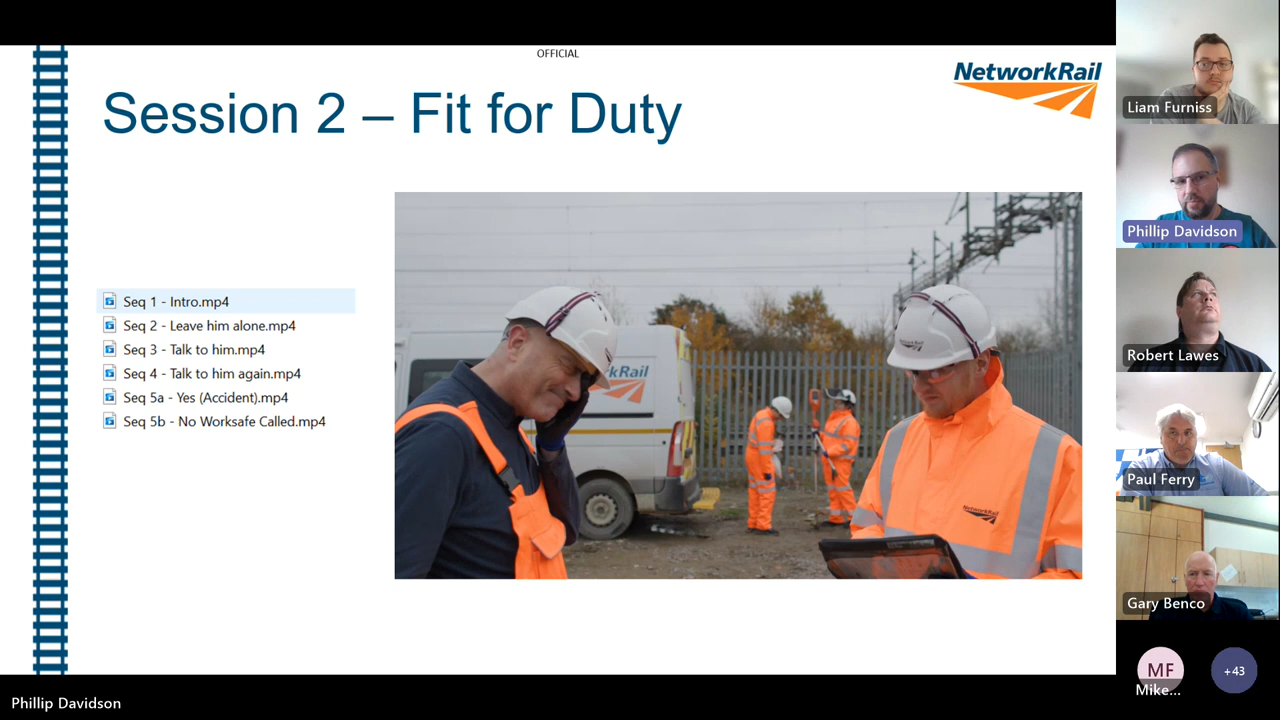 OFFICIAL
NetworkRail
Session 2 – Fit for Duty
Seq 1 - Intro.mp4
Seq 2 - Leave him alone.mp4
Seq 3 - Talk to him.mp4
Seq 4 - Talk to him again.mp4
Seq 5a - Yes (Accident).mp4
Seq 5b - No Worksafe Called.mp4
rkRail
NetworkRail
Liam Furniss
Phillip Davidson
Robert Lawes
Paul Ferry
Gary Benco
MF
Mike...
+43
Phillip Davidson